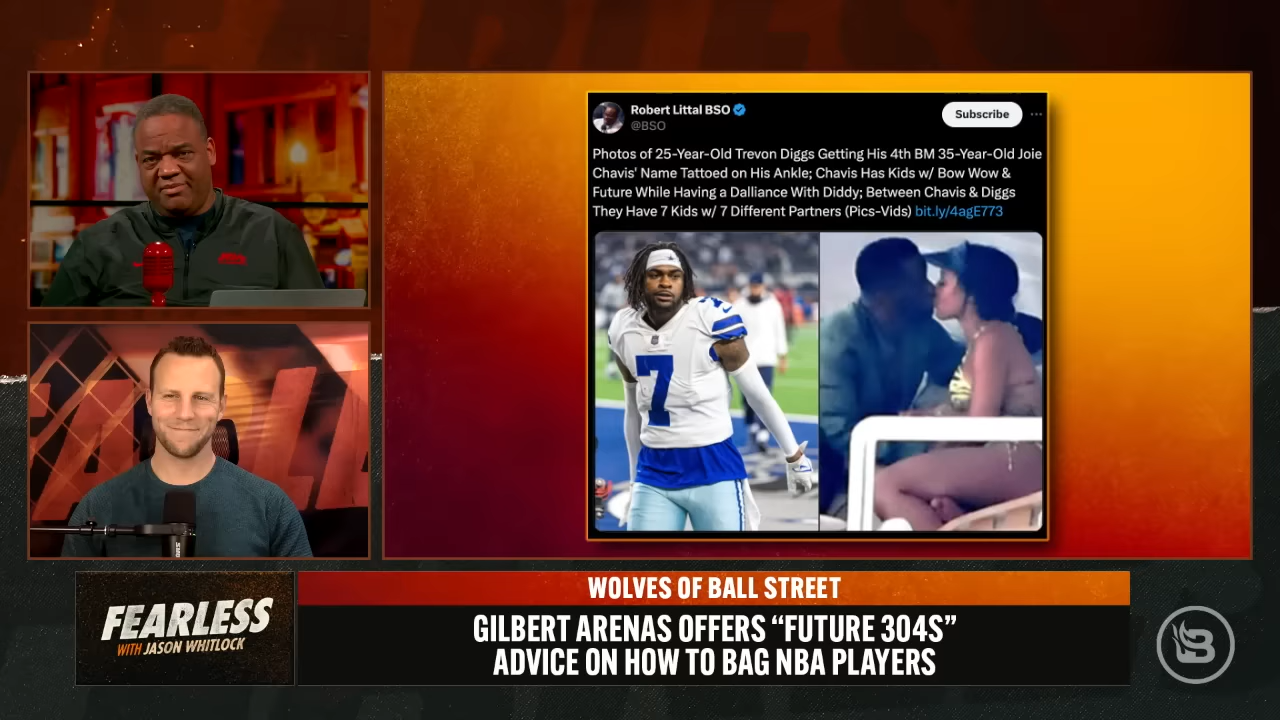 Robert Littal BSO
@BSO
Subscribe
Photos of 25-Year-Old Trevon Diggs Getting His 4th BM 35-Year-Old Joie
Chavis' Name Tattoed on His Ankle; Chavis Has Kids w/ Bow Wow &
Future While Having a Dalliance With Diddy; Between Chavis & Diggs
They Have 7 Kids w/ 7 Different Partners (Pics-Vids) bit.ly/4agE773
7
7
WOLVES OF BALL STREET
GILBERT ARENAS OFFERS “FUTURE 304S”
ADVICE ON HOW TO BAG NBA PLAYERS
FEARLESS
WITH JASON WHITLOCK
B